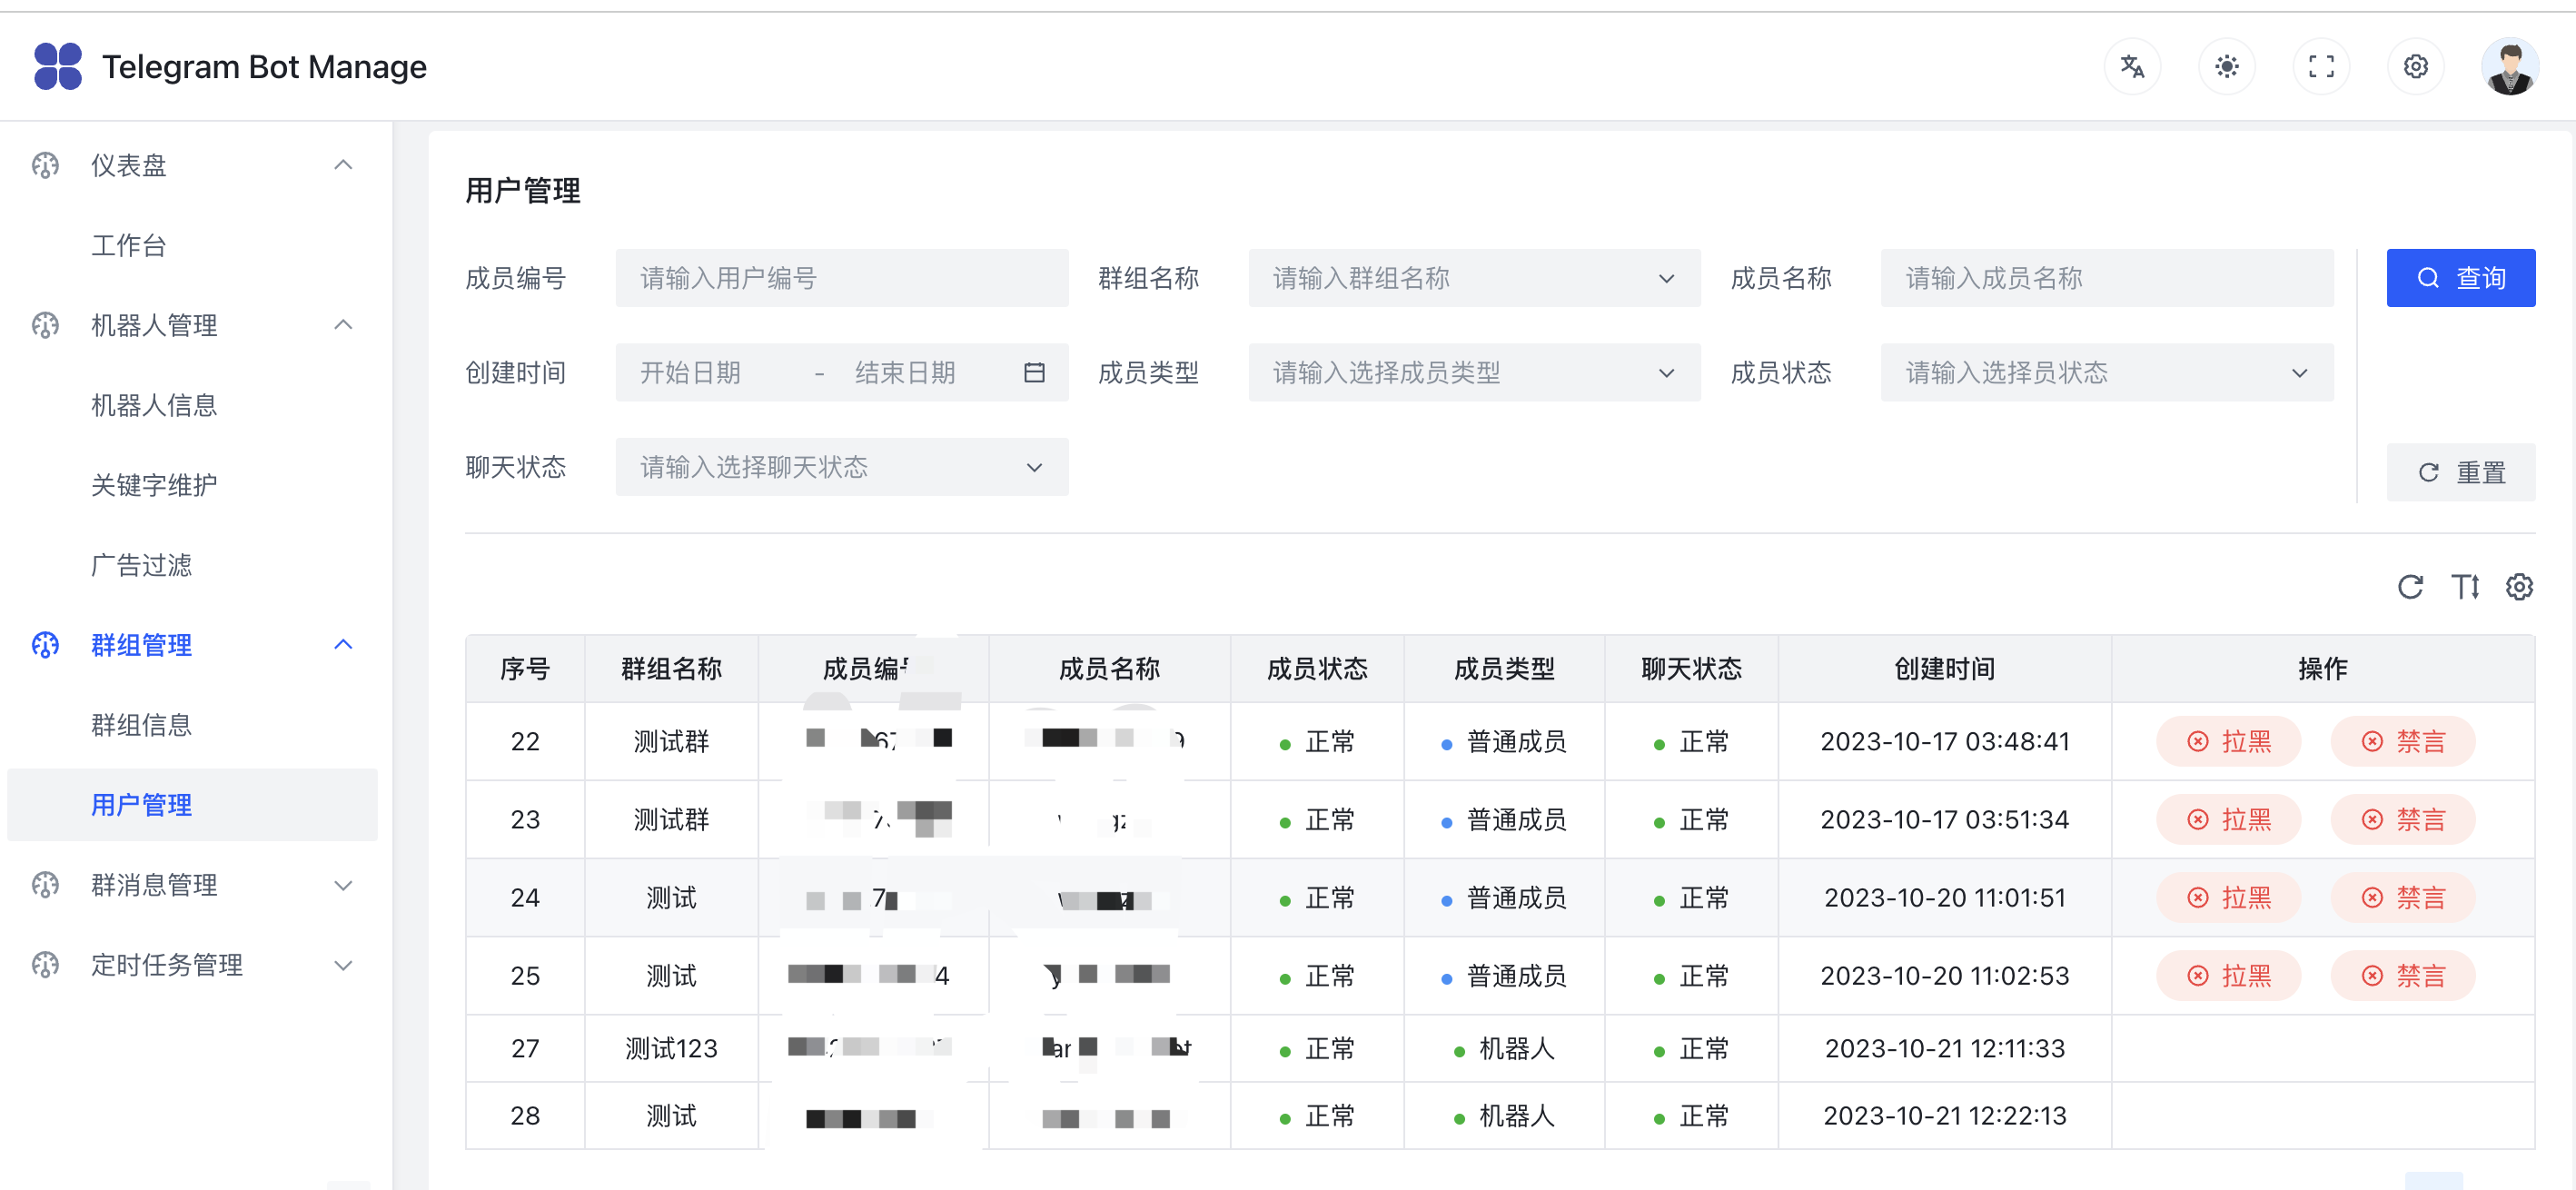 Telegram Bot Manage
仪表盘
工作台
机器人管理
机器人信息
关键字维护
广告过滤
群组管理
群组信息
用户管理
群消息管理
定时任务管理
用户管理
成员编号 请输入用户编号 群组名称 请输入群组名称 成员名称 请输入成员名称 查询
创建时间 开始日期 - 结束日期 成员类型 请输入选择成员类型 成员状态 请输入选择员状态
聊天状态 请输入选择聊天状态 重置
序号 群组名称 成员编号 成员名称 成员状态 成员类型 聊天状态 创建时间 操作
22 测试群 正常 普通成员 正常 2023-10-17 03:48:41 拉黑 禁言
23 测试群 正常 普通成员 正常 2023-10-17 03:51:34 拉黑 禁言
24 测试 正常 普通成员 正常 2023-10-20 11:01:51 拉黑 禁言
25 测试 正常 普通成员 正常 2023-10-20 11:02:53 拉黑 禁言
27 测试123 正常 机器人 正常 2023-10-21 12:11:33
28 测试 正常 机器人 正常 2023-10-21 12:22:13